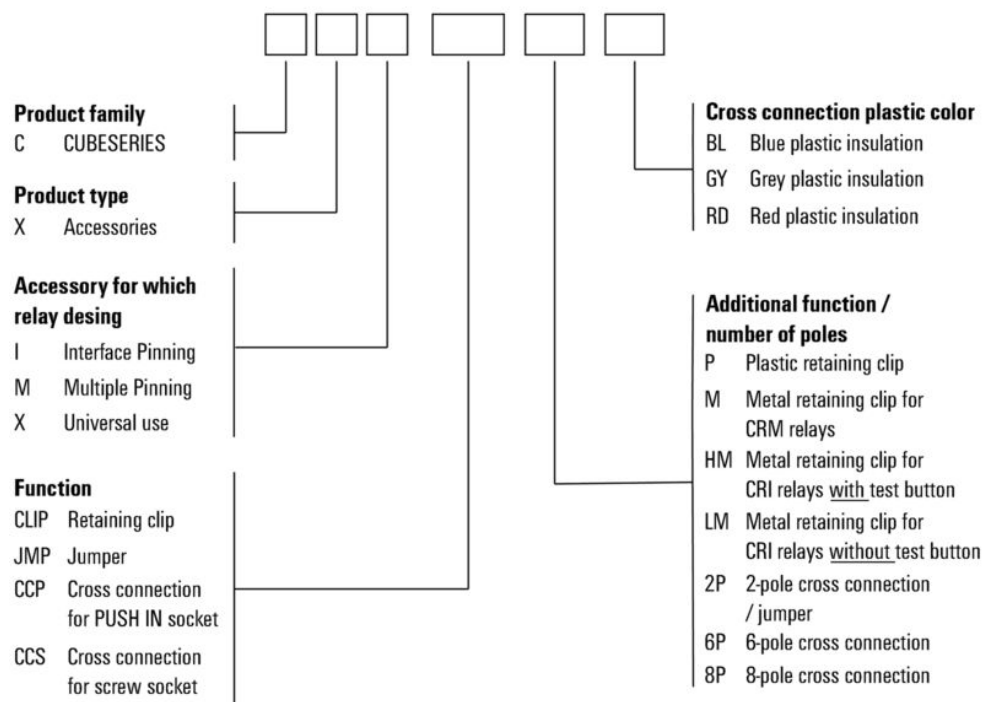 Product family
C CUBESERIES
Product type
X Accessories
Accessory for which
relay desing
I Interface Pinning
M Multiple Pinning
X Universal use
Function
CLIP Retaining clip
JMP Jumper
CCP Cross connection
for PUSH IN socket
CCS Cross connection
for screw socket
Cross connection plastic color
BL Blue plastic insulation
GY Grey plastic insulation
RD Red plastic insulation
Additional function /
number of poles
P Plastic retaining clip
M Metal retaining clip for
CRM relays
HM Metal retaining clip for
CRI relays with test button
LM Metal retaining clip for
CRI relays without test button
2P 2-pole cross connection
/ jumper
6P 6-pole cross connection
8P 8-pole cross connection